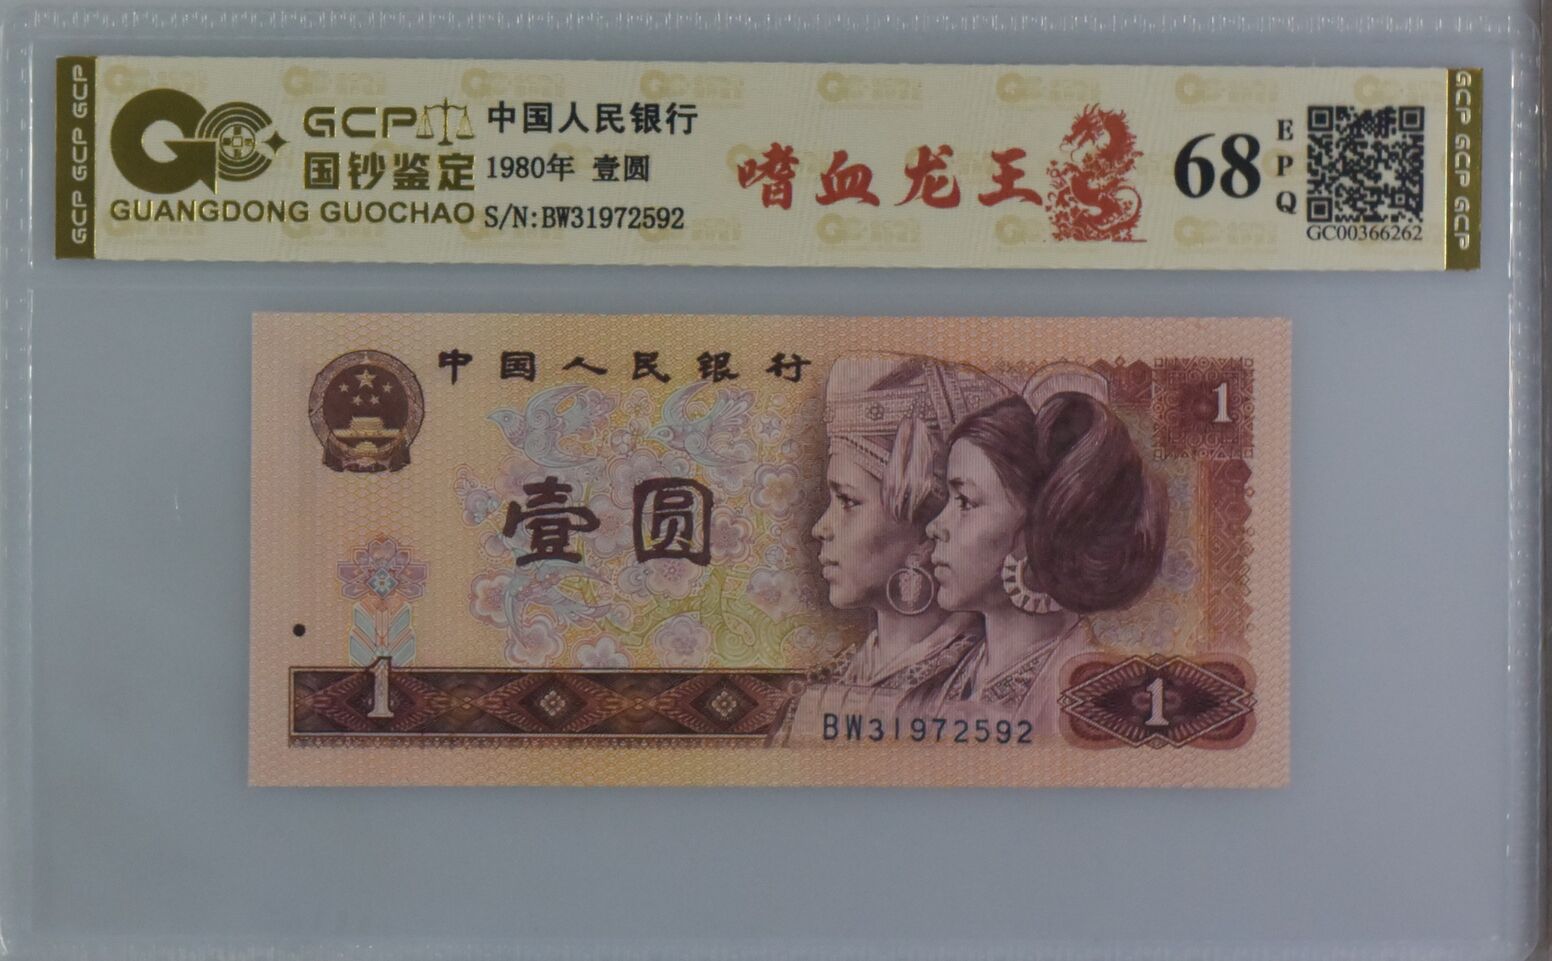 GCP GCP GCP
GCP
国钞鉴定
GUANGDONG GUOCHAO
中国人民银行
1980年 壹圆
S/N:BW31972592
嗜血龙王
68
EPQ
GC00366262
GCP GCP GCP
中国人民银行
1
壹圆
1
1
BW31972592